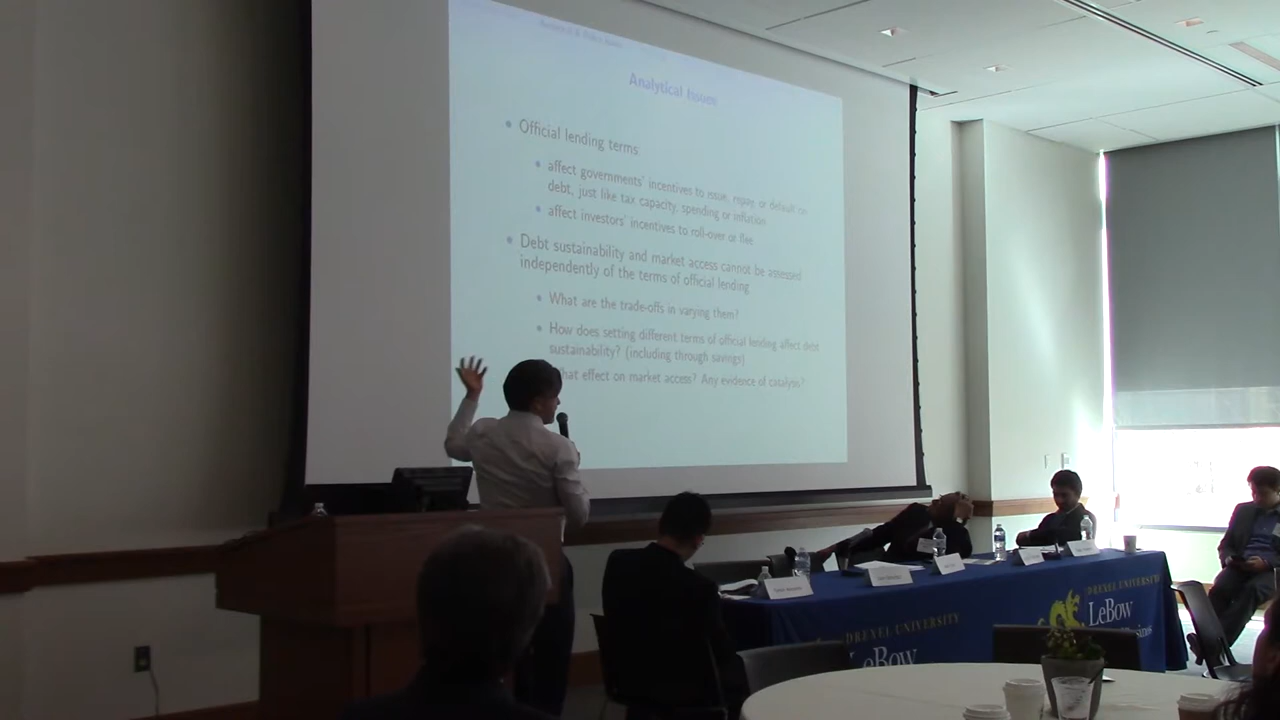 Analytical Issues
• Official lending terms
• affect governments' incentives to issue, repay or default on
debt, just like tax capacity, spending or inflation
• affect investors' incentives to roll-over or flee
• Debt sustainability and market access cannot be assessed
independently of the terms of official lending
• What are the trade-offs in varying them?
• How does setting different terms of official lending affect debt
sustainability? (including through savings)
hat effect on market access? Any evidence of catalysis?
DREXEL UNIVERSITY
LeBow
DREXEL UNIVERSITY
LeBow